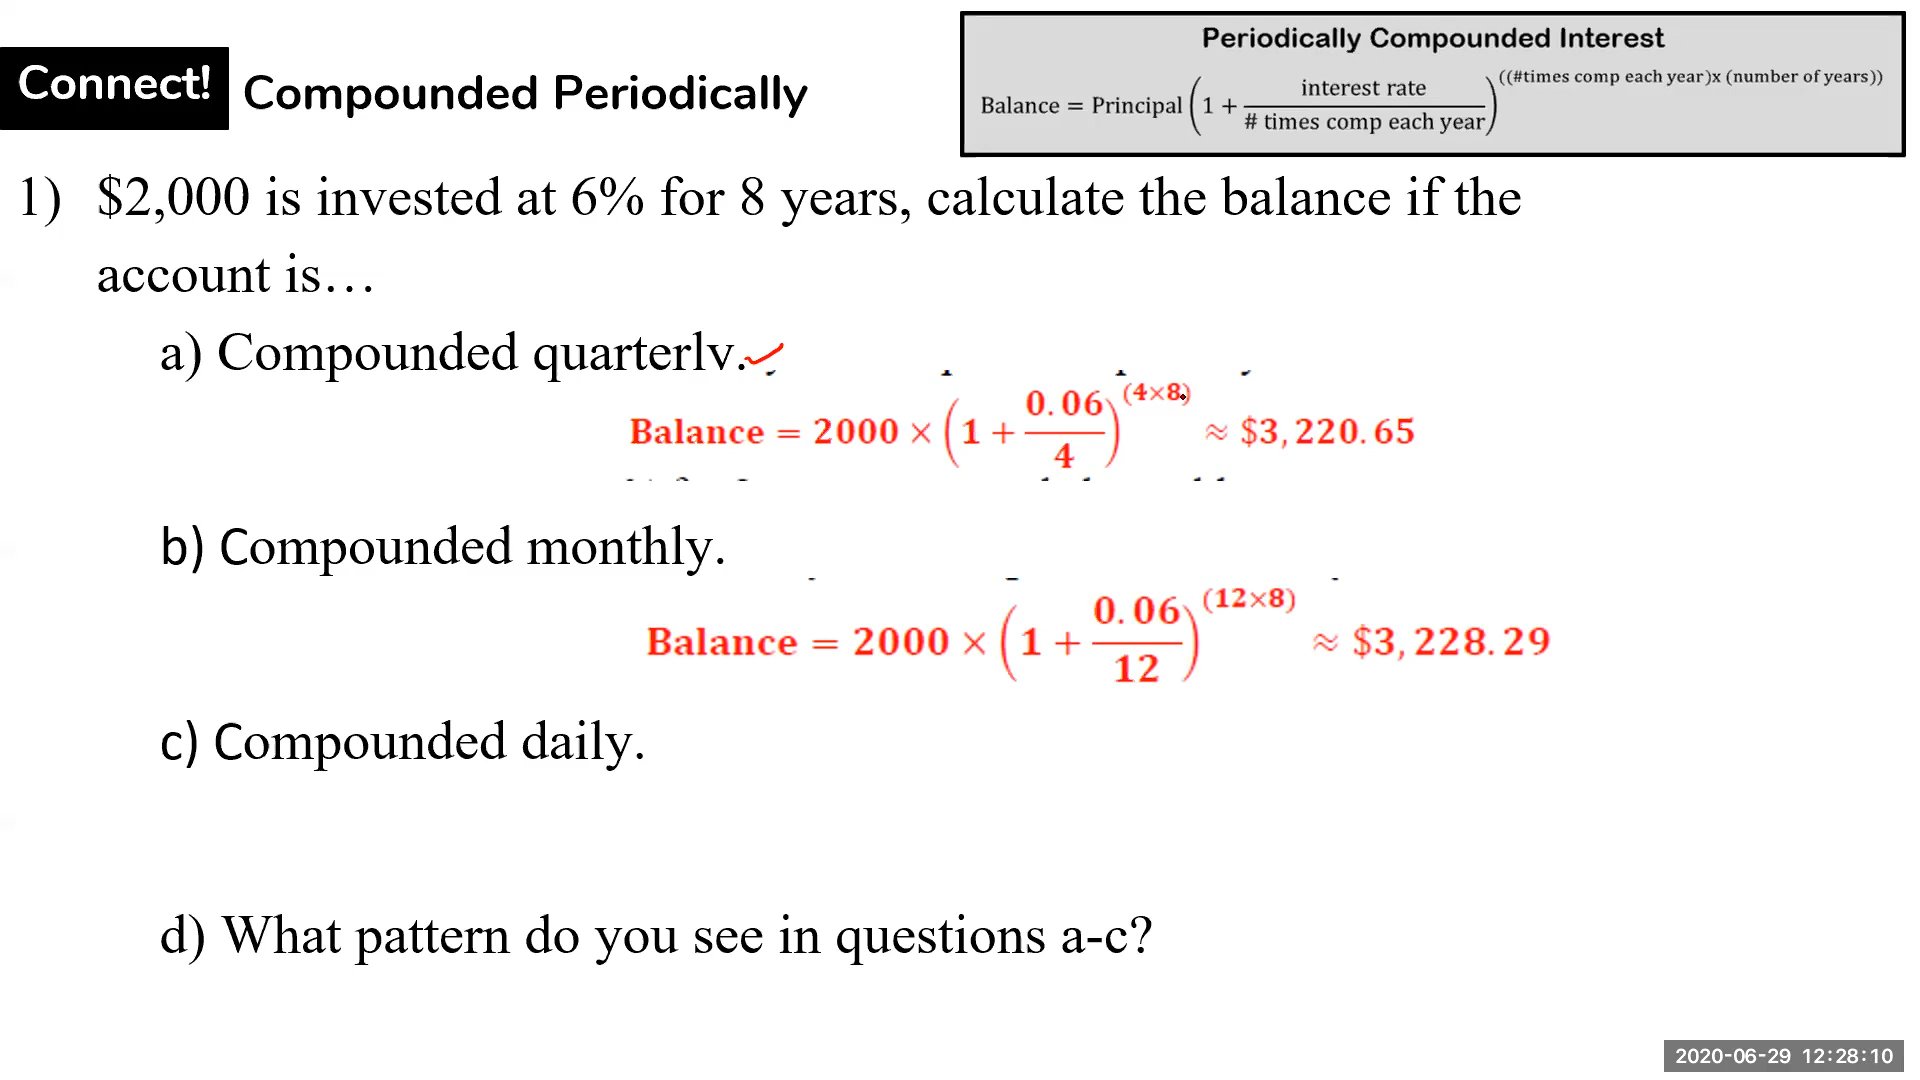 Periodically Compounded Interest
Balance = Principal (1 + interest rate / # times comp each year)^((#times comp each year)x (number of years))
Connect! Compounded Periodically
1) $2,000 is invested at 6% for 8 years, calculate the balance if the
account is…
a) Compounded quarterly.
Balance = 2000 × (1 + 0.06 / 4)^(4×8) ≈ $3,220.65
b) Compounded monthly.
Balance = 2000 × (1 + 0.06 / 12)^(12×8) ≈ $3,228.29
c) Compounded daily.
d) What pattern do you see in questions a-c?
2020-06-29 12:28:10